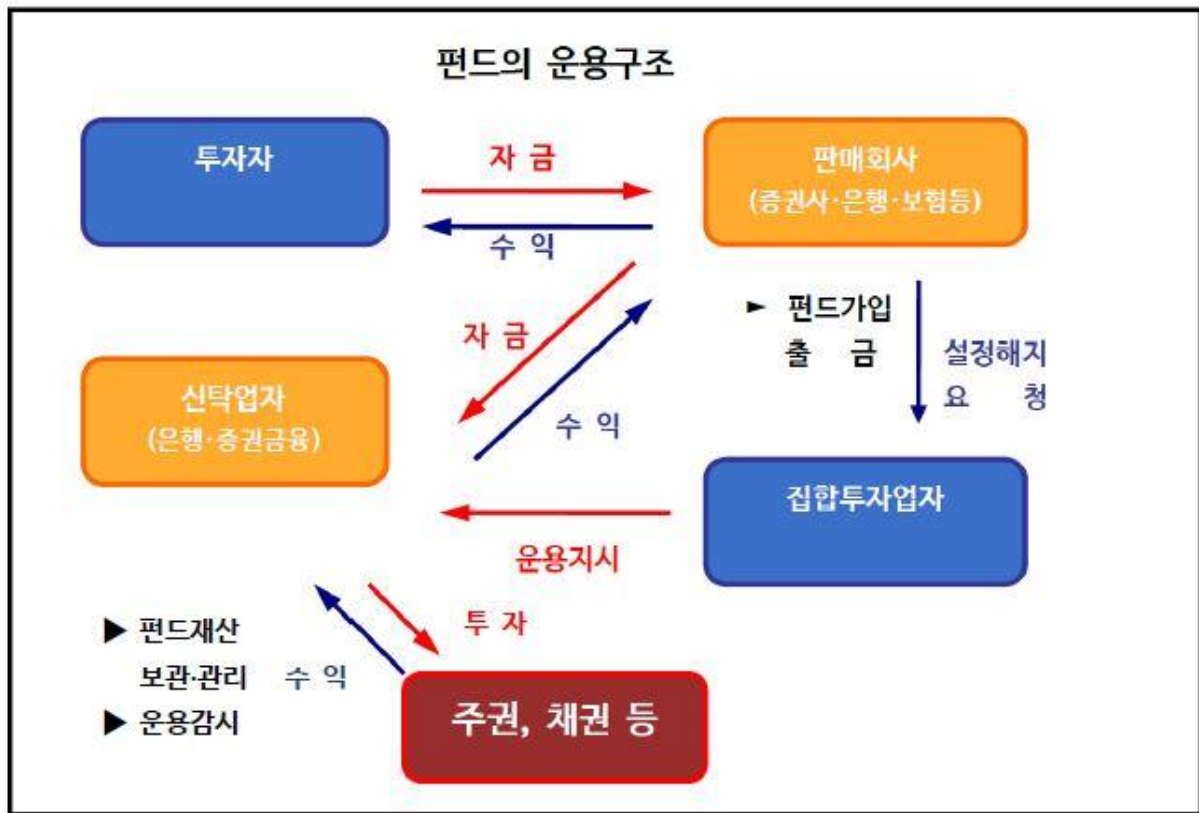 펀드의 운용구조
투자자
자 금
판매회사
(증권사·은행·보험등)
수 익
► 펀드가입
출 금
설정해지
요 청
자 금
신탁업자
(은행·증권금융)
수 익
집합투자업자
운용지시
▶ 펀드재산
보관·관리
수 익
▶ 운용감시
투 자
주권, 채권 등